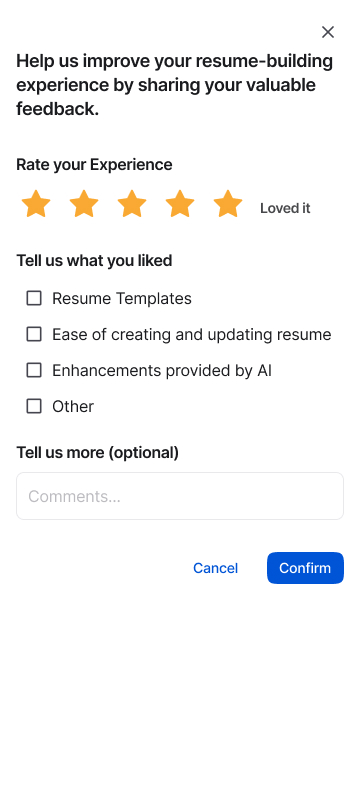 Help us improve your resume-building
experience by sharing your valuable
feedback.
Rate your Experience
Loved it
Tell us what you liked
Resume Templates
Ease of creating and updating resume
Enhancements provided by AI
Other
Tell us more (optional)
Comments...
Cancel
Confirm